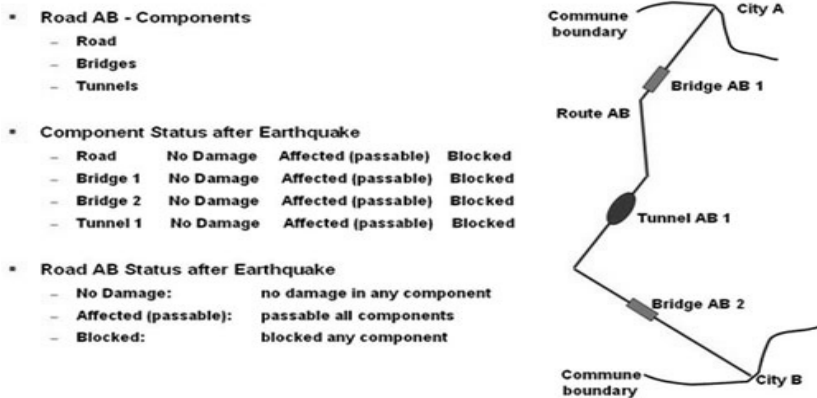 ▪ Road AB - Components
– Road
– Bridges
– Tunnels
▪ Component Status after Earthquake
– Road No Damage Affected (passable) Blocked
– Bridge 1 No Damage Affected (passable) Blocked
– Bridge 2 No Damage Affected (passable) Blocked
– Tunnel 1 No Damage Affected (passable) Blocked
▪ Road AB Status after Earthquake
– No Damage: no damage in any component
– Affected (passable): passable all components
– Blocked: blocked any component
City A
Commune
boundary
Bridge AB 1
Route AB
Tunnel AB 1
Bridge AB 2
Commune
boundary
City B